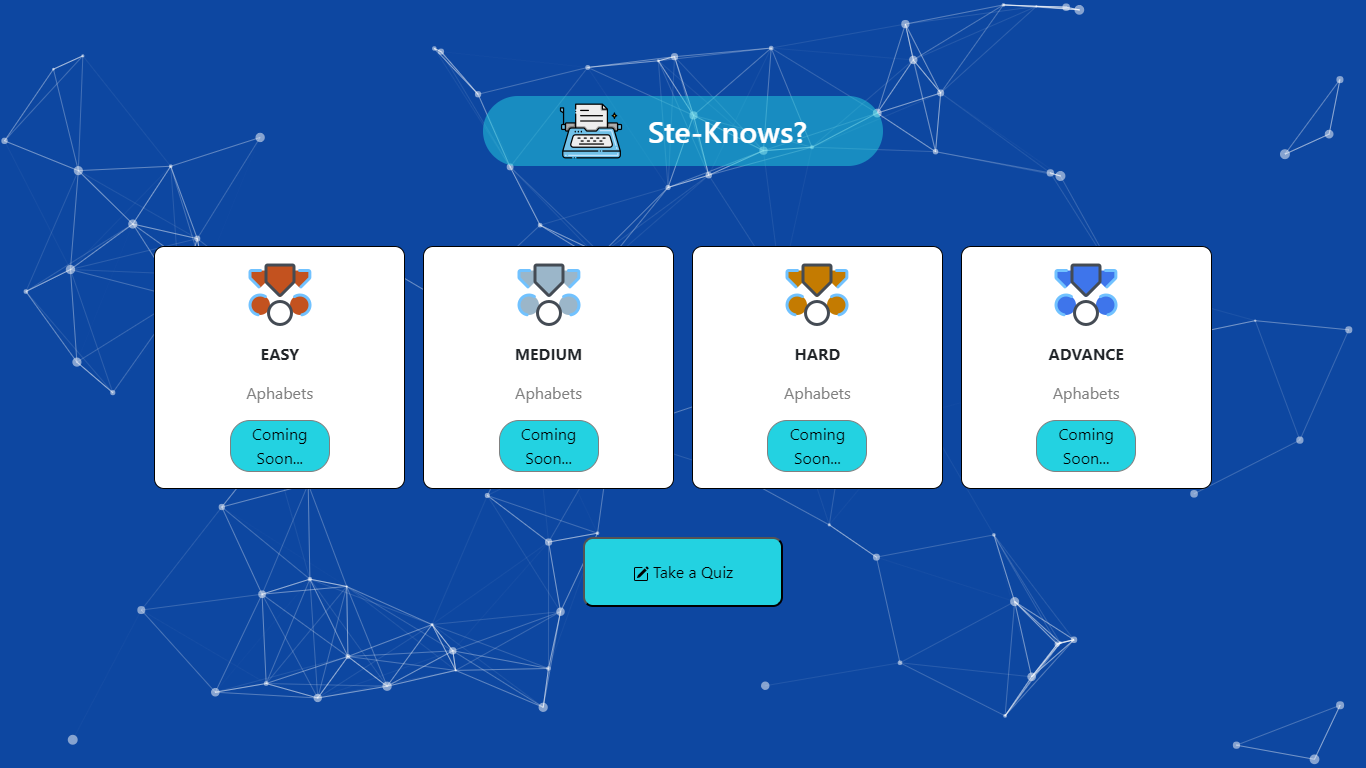 Ste-Knows?
EASY
Aphabets
Coming
Soon...
MEDIUM
Aphabets
Coming
Soon...
HARD
Aphabets
Coming
Soon...
ADVANCE
Aphabets
Coming
Soon...
Take a Quiz